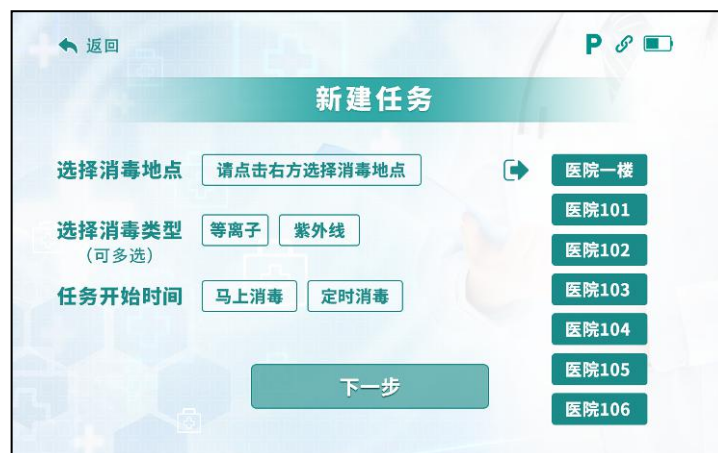 返回
P
新建任务
选择消毒地点 请点击右方选择消毒地点
选择消毒类型 等离子 紫外线
(可多选)
任务开始时间 马上消毒 定时消毒
下一步
医院一楼
医院101
医院102
医院103
医院104
医院105
医院106